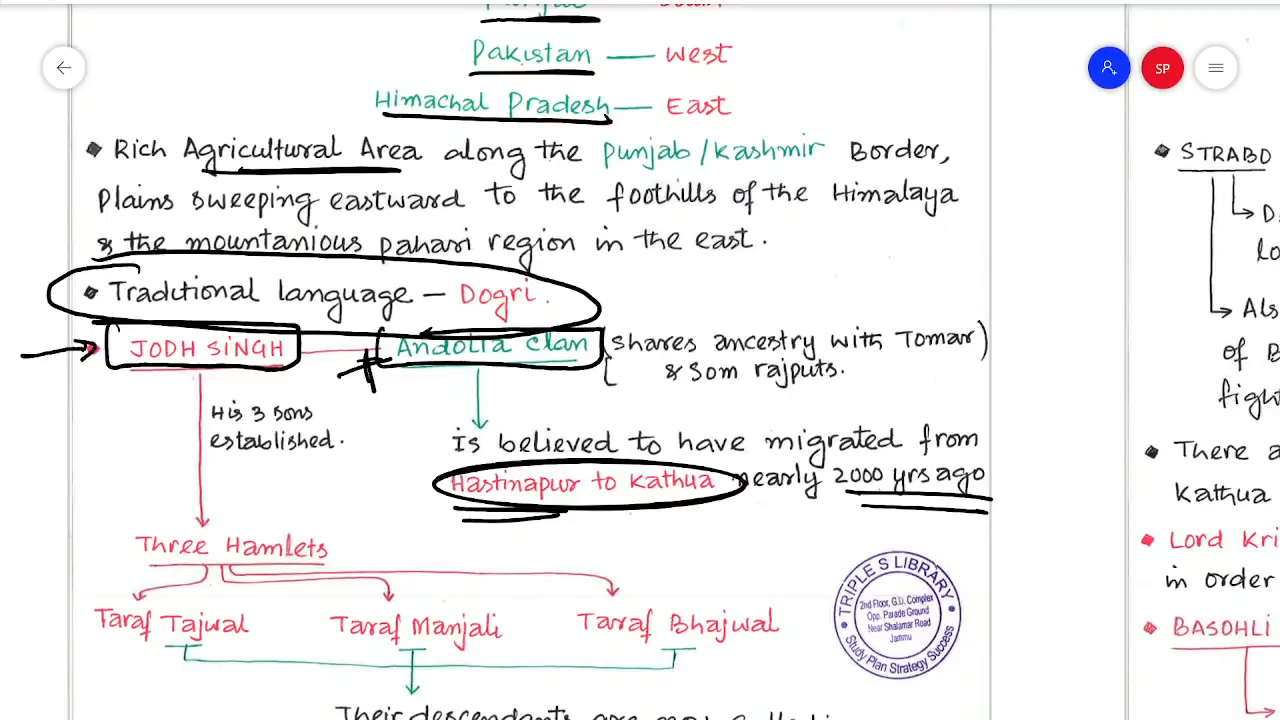 Pakistan — West
Himachal Pradesh — East
Rich Agricultural Area along the Punjab/Kashmir Border,
Plains sweeping eastward to the foothills of the Himalaya
& the mountanious pahari region in the east.
Traditional language – Dogri.
JODH SINGH
Andotra Clan (shares ancestry with Tomar)
& Som rajputs.
His 3 sons
established.
is believed to have migrated from
Hastinapur to Kathua nearly 2000 yrs ago
Three Hamlets
Taraf Tajwal
Taraf Manjali
Taraf Bhajwal
TRIPLE S LIBRARY
2nd Floor, G.D. Complex
Opp. Parade Ground
Near Shalamar Road
Jammu
Study Plan Strategy Success
SP
STRABO
Als
of B
fight
There a
Kathua
Lord Kri
in order
BASOHLI